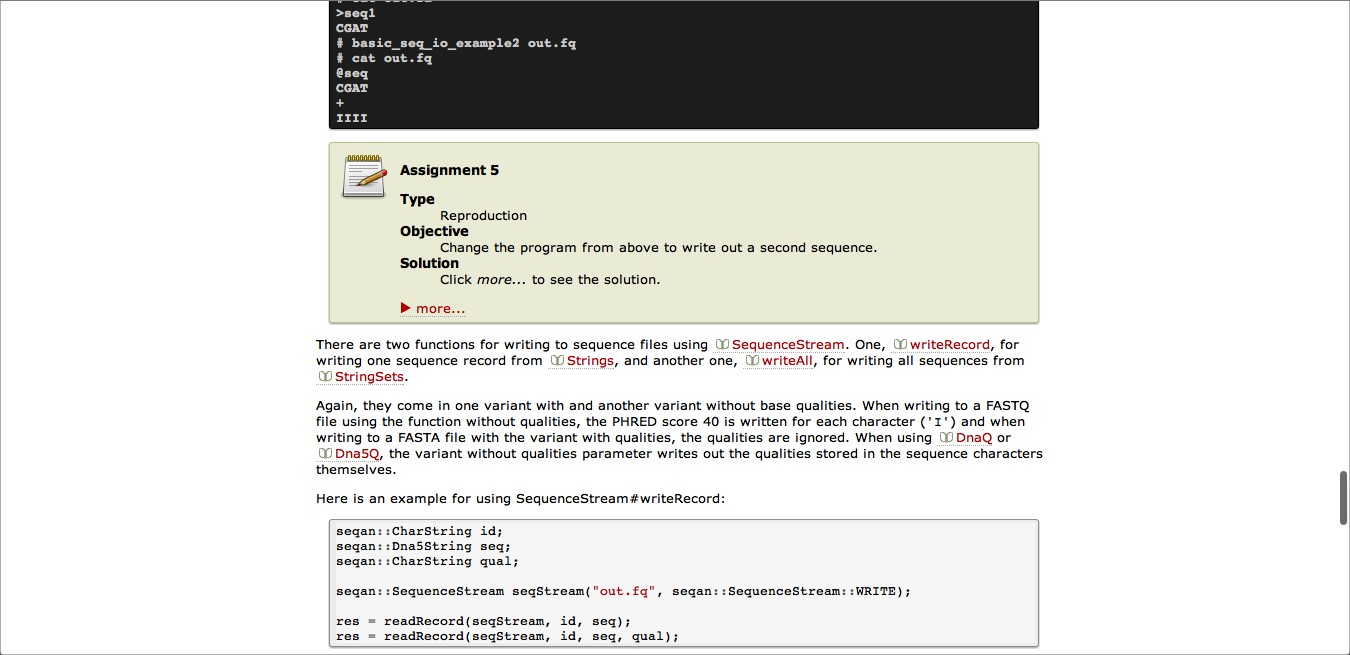 >seq1
CGAT
# basic_seq_io_example2 out.fq
# cat out.fq
@seq
CGAT
+
IIII
Assignment 5
Type
Reproduction
Objective
Change the program from above to write out a second sequence.
Solution
Click more... to see the solution.
more...
There are two functions for writing to sequence files using SequenceStream. One, writeRecord, for
writing one sequence record from Strings, and another one, writeAll, for writing all sequences from
StringSets.
Again, they come in one variant with and another variant without base qualities. When writing to a FASTQ
file using the function without qualities, the PHRED score 40 is written for each character ('I') and when
writing to a FASTA file with the variant with qualities, the qualities are ignored. When using DnaQ or
Dna5Q, the variant without qualities parameter writes out the qualities stored in the sequence characters
themselves.
Here is an example for using SequenceStream#writeRecord:
seqan::CharString id;
seqan::Dna5String seq;
seqan::CharString qual;
seqan::SequenceStream seqStream("out.fq", seqan::SequenceStream::WRITE);
res = readRecord(seqStream, id, seq);
res = readRecord(seqStream, id, seq, qual);